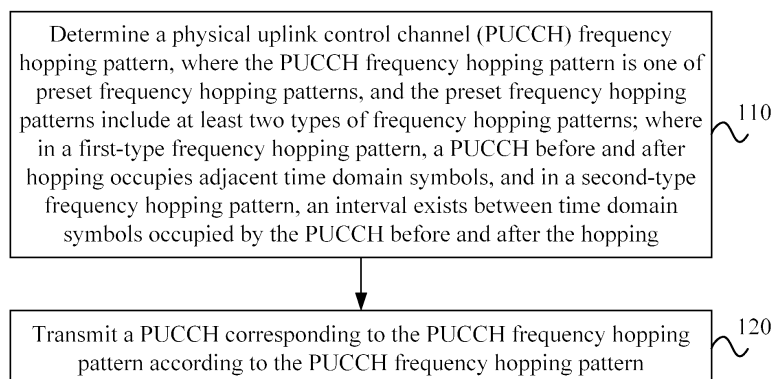 Determine a physical uplink control channel (PUCCH) frequency
hopping pattern, where the PUCCH frequency hopping pattern is one of
preset frequency hopping patterns, and the preset frequency hopping
patterns include at least two types of frequency hopping patterns; where
in a first-type frequency hopping pattern, a PUCCH before and after
hopping occupies adjacent time domain symbols, and in a second-type
frequency hopping pattern, an interval exists between time domain
symbols occupied by the PUCCH before and after the hopping
110
Transmit a PUCCH corresponding to the PUCCH frequency hopping
pattern according to the PUCCH frequency hopping pattern
120